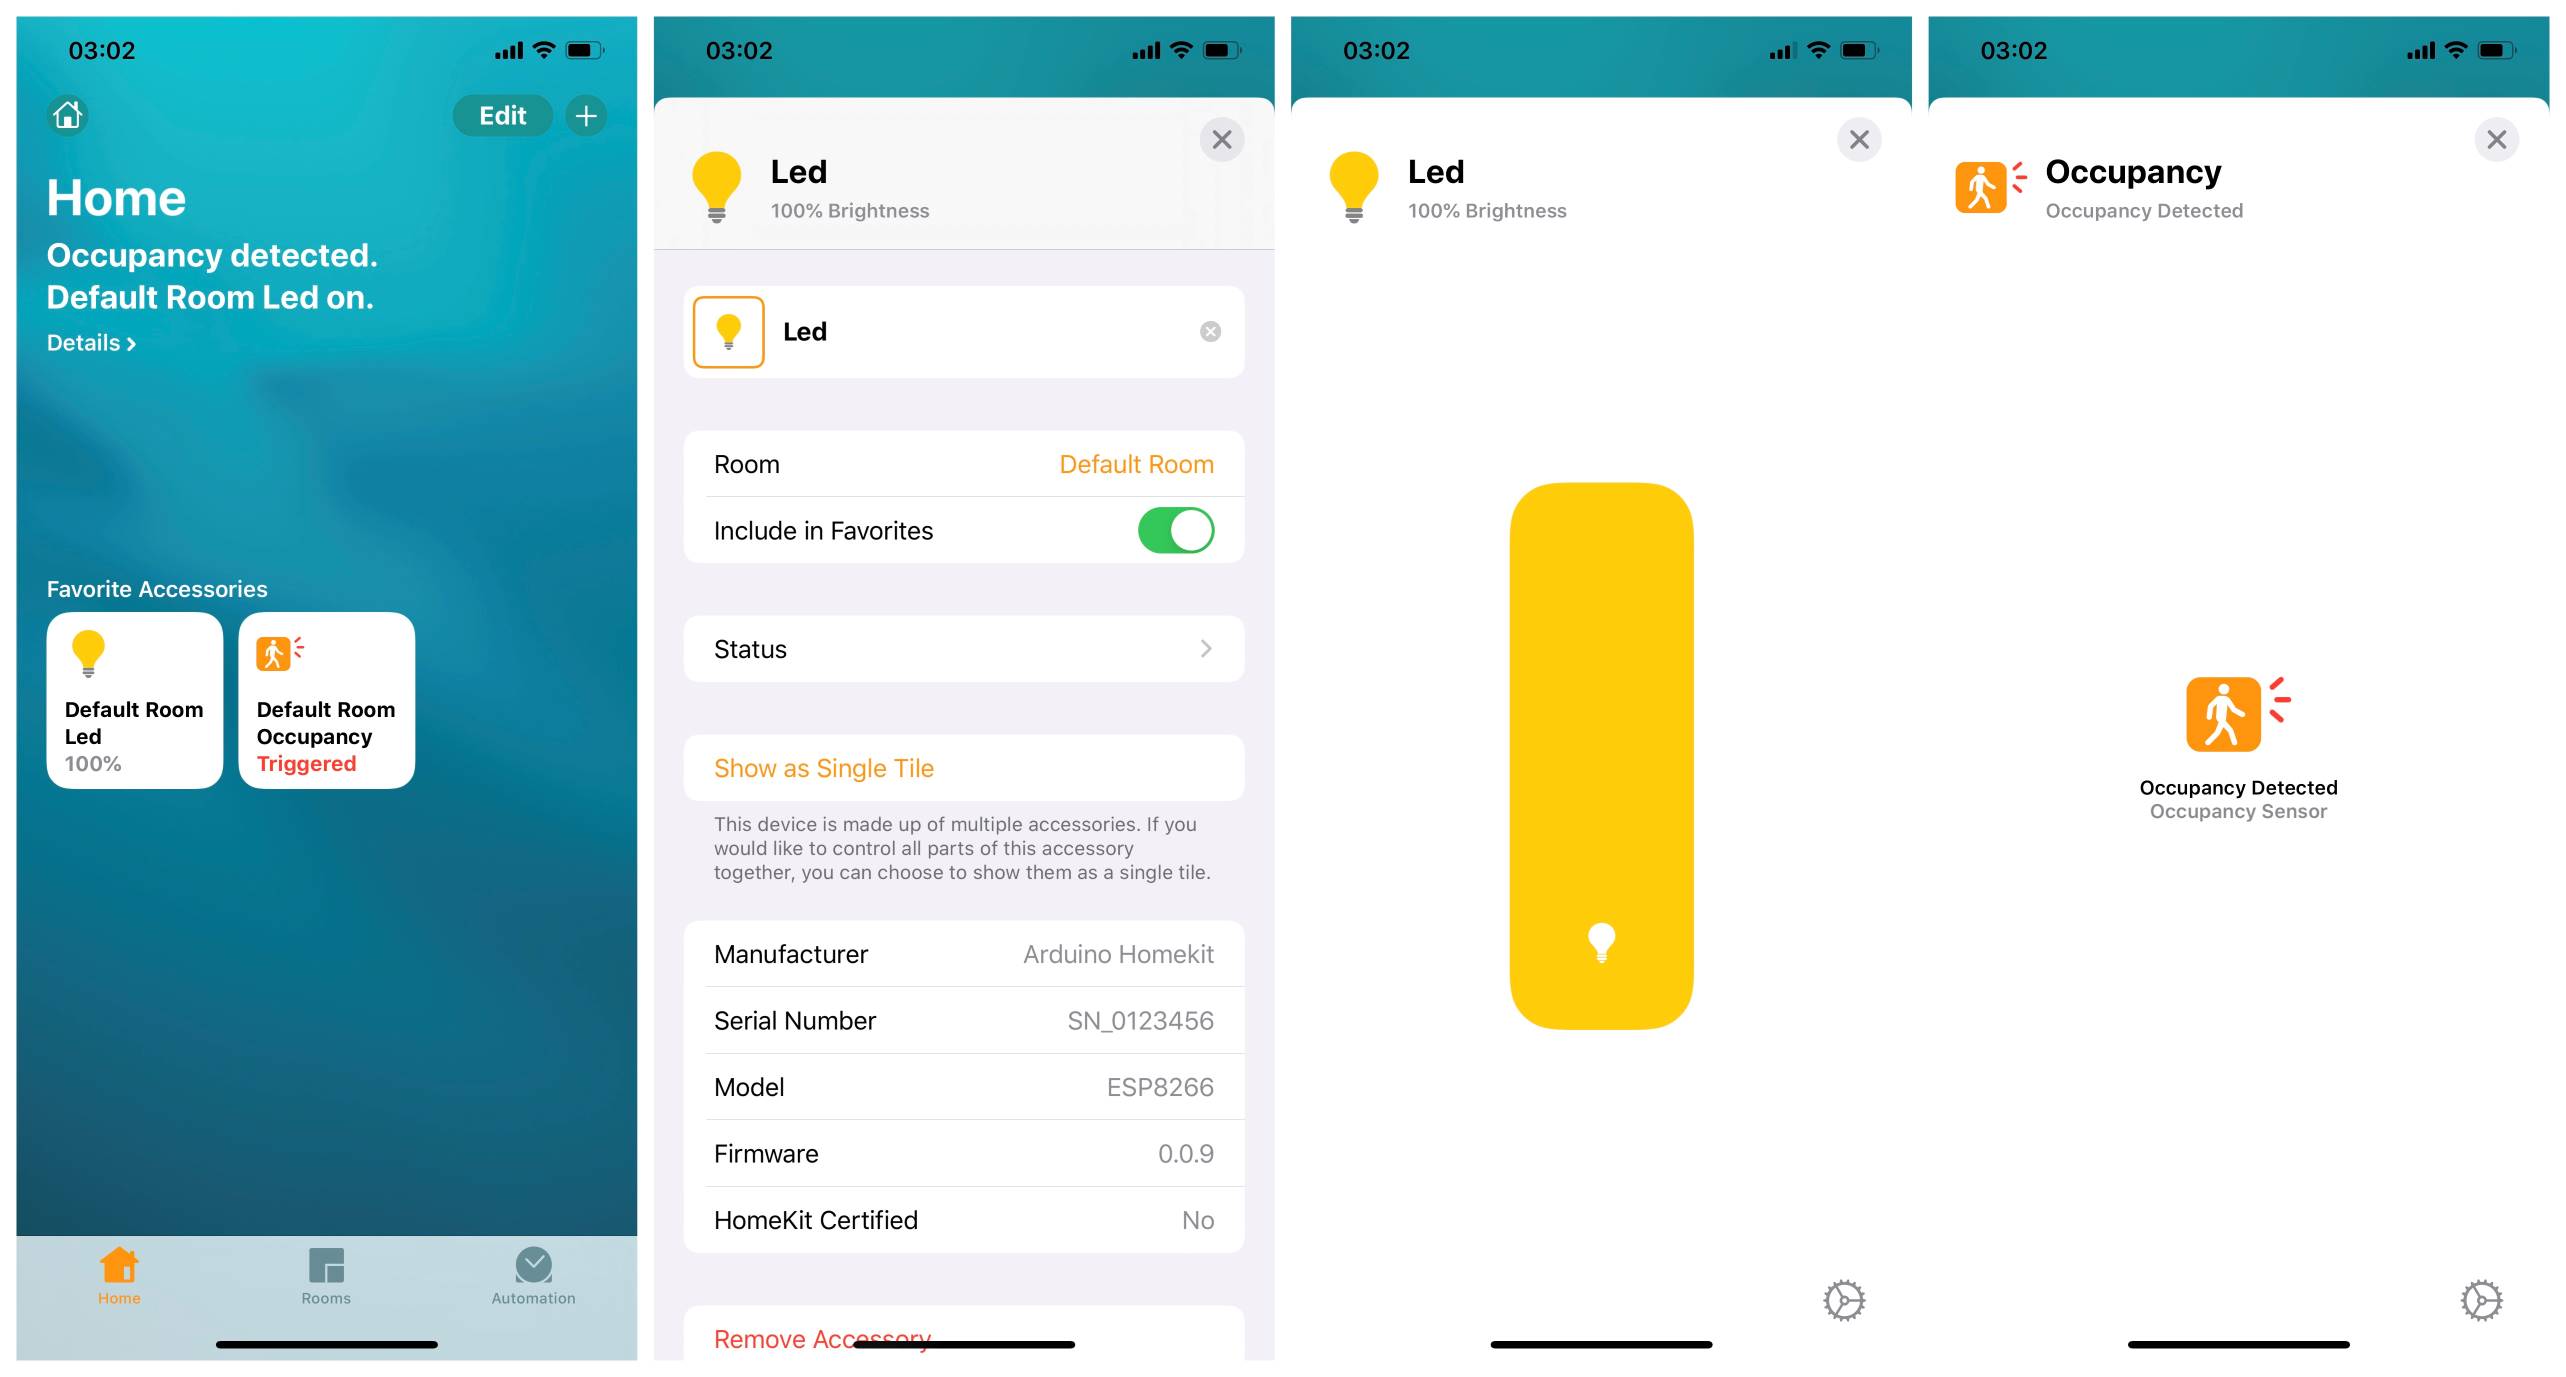 03:02
Edit
Home
Occupancy detected.
Default Room Led on.
Details
Favorite Accessories
Default Room
Led
100%
Default Room
Occupancy
Triggered
Home
Rooms
Automation
03:02
Led
100% Brightness
Led
Room
Default Room
Include in Favorites
Status
Show as Single Tile
This device is made up of multiple accessories. If you
would like to control all parts of this accessory
together, you can choose to show them as a single tile.
Manufacturer
Arduino Homekit
Serial Number
SN_0123456
Model
ESP8266
Firmware
0.0.9
HomeKit Certified
No
Remove Accessory
03:02
Led
100% Brightness
03:02
Occupancy
Occupancy Detected
Occupancy Detected
Occupancy Sensor